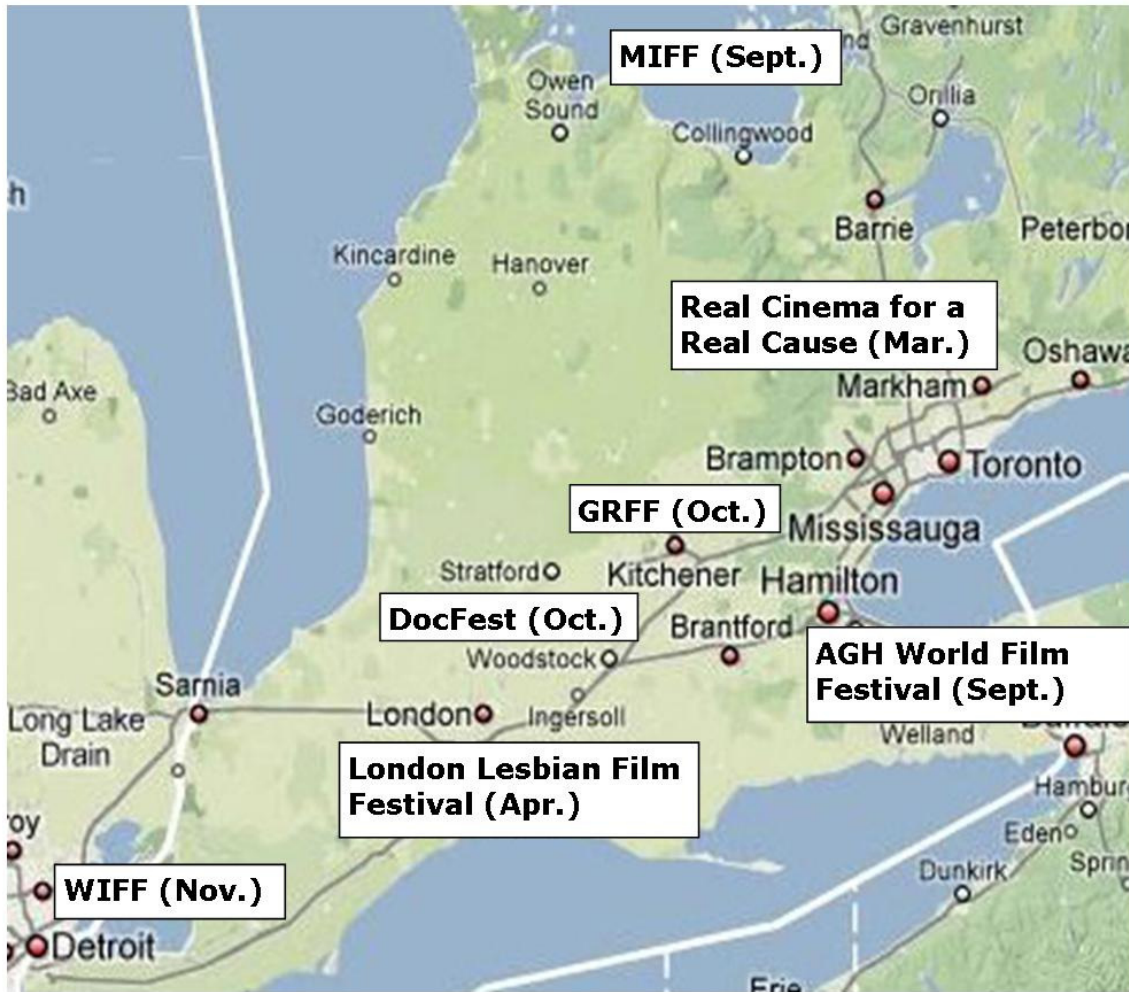 Gravenhurst
MIFF (Sept.)
Owen
Sound
Orillia
Collingwood
Barrie
Kincardine
Hanover
Real Cinema for a
Real Cause (Mar.)
Oshawa
Markham
Bad Axe
Goderich
Brampton
Toronto
GRFF (Oct.)
Mississauga
Stratford
Kitchener
Hamilton
DocFest (Oct.)
Brantford
Woodstock
AGH World Film
Festival (Sept.)
Sarnia
London
Ingersoll
Long Lake
Drain
Welland
London Lesbian Film
Festival (Apr.)
Hamburg
Eden
WIFF (Nov.)
Dunkirk
Detroit
Erie